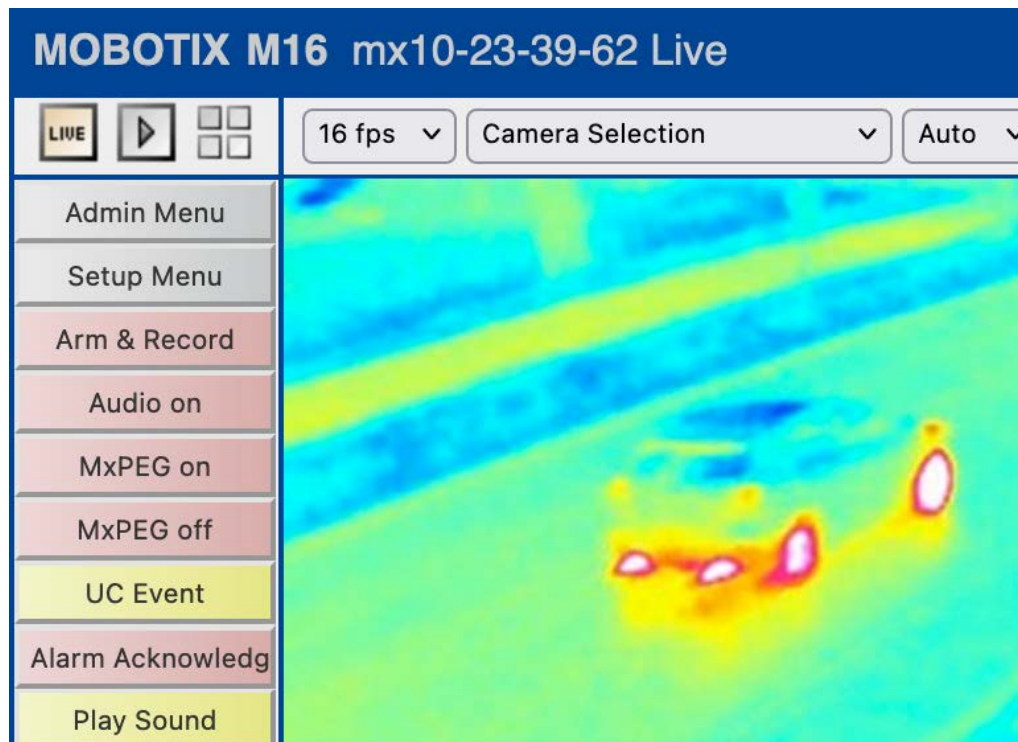 MOBOTIX M16 mx10-23-39-62 Live
LIVE
16 fps Camera Selection Auto
Admin Menu
Setup Menu
Arm & Record
Audio on
MxPEG on
MxPEG off
UC Event
Alarm Acknowledg
Play Sound